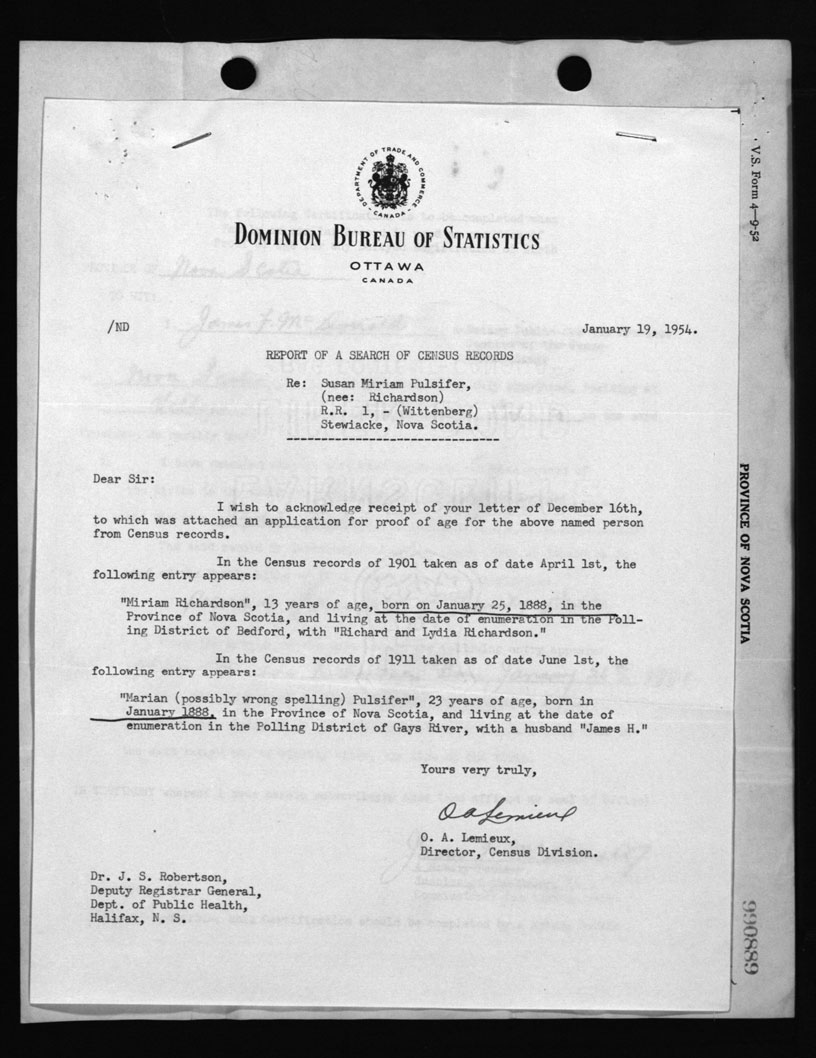 DEPARTMENT OF TRADE AND COMMERCE
- CANADA -
DOMINION BUREAU OF STATISTICS
OTTAWA
CANADA
/ND
January 19, 1954.
REPORT OF A SEARCH OF CENSUS RECORDS
Re: Susan Miriam Pulsifer,
(nee: Richardson)
R.R. 1, - (Wittenberg)
Stewiacke, Nova Scotia.
Dear Sir:
I wish to acknowledge receipt of your letter of December 16th,
to which was attached an application for proof of age for the above named person
from Census records.
In the Census records of 1901 taken as of date April 1st, the
following entry appears:
"Miriam Richardson", 13 years of age, born on January 25, 1888, in the
Province of Nova Scotia, and living at the date of enumeration in the Poll-
ing District of Bedford, with "Richard and Lydia Richardson."
In the Census records of 1911 taken as of date June 1st, the
following entry appears:
"Marian (possibly wrong spelling) Pulsifer", 23 years of age, born in
January 1888, in the Province of Nova Scotia, and living at the date of
enumeration in the Polling District of Gays River, with a husband "James H."
Yours very truly,
O A Lemieux
O. A. Lemieux,
Director, Census Division.
Dr. J. S. Robertson,
Deputy Registrar General,
Dept. of Public Health,
Halifax, N. S.
V.S. Form 4—9-52
PROVINCE OF NOVA SCOTIA
990889